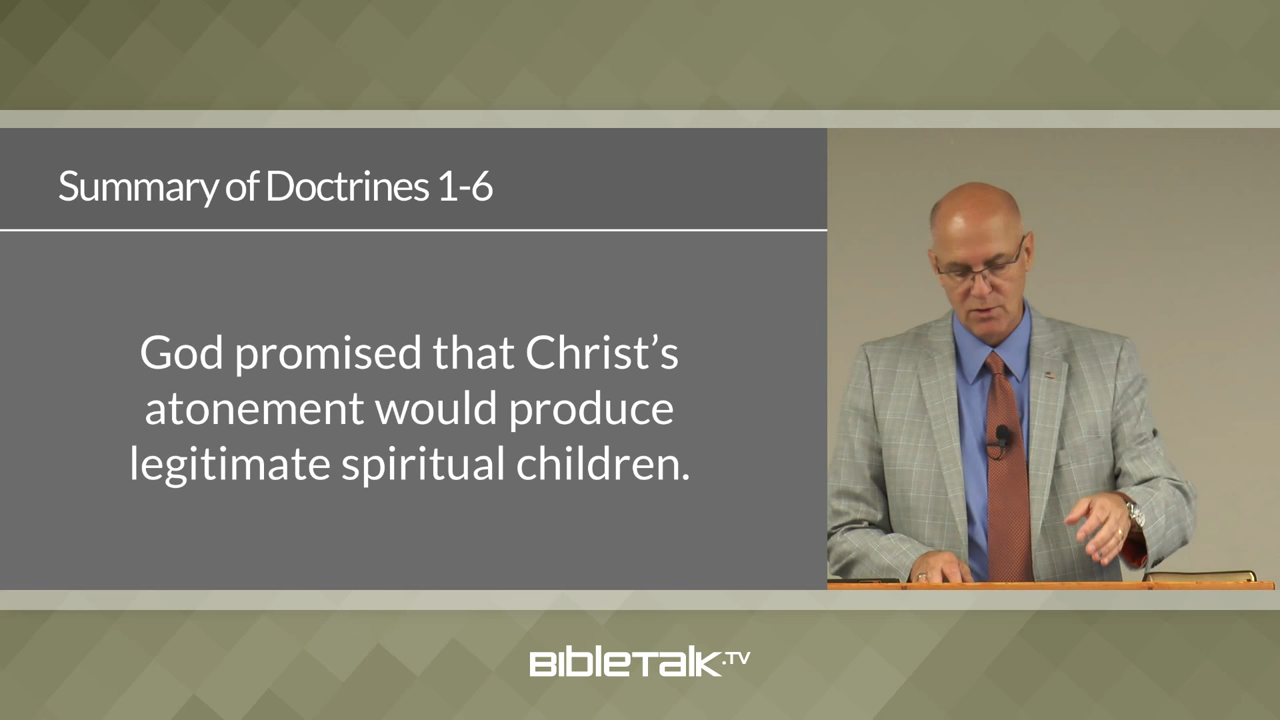 Summary of Doctrines 1-6
God promised that Christ’s
atonement would produce
legitimate spiritual children.
BibleTalk.TV